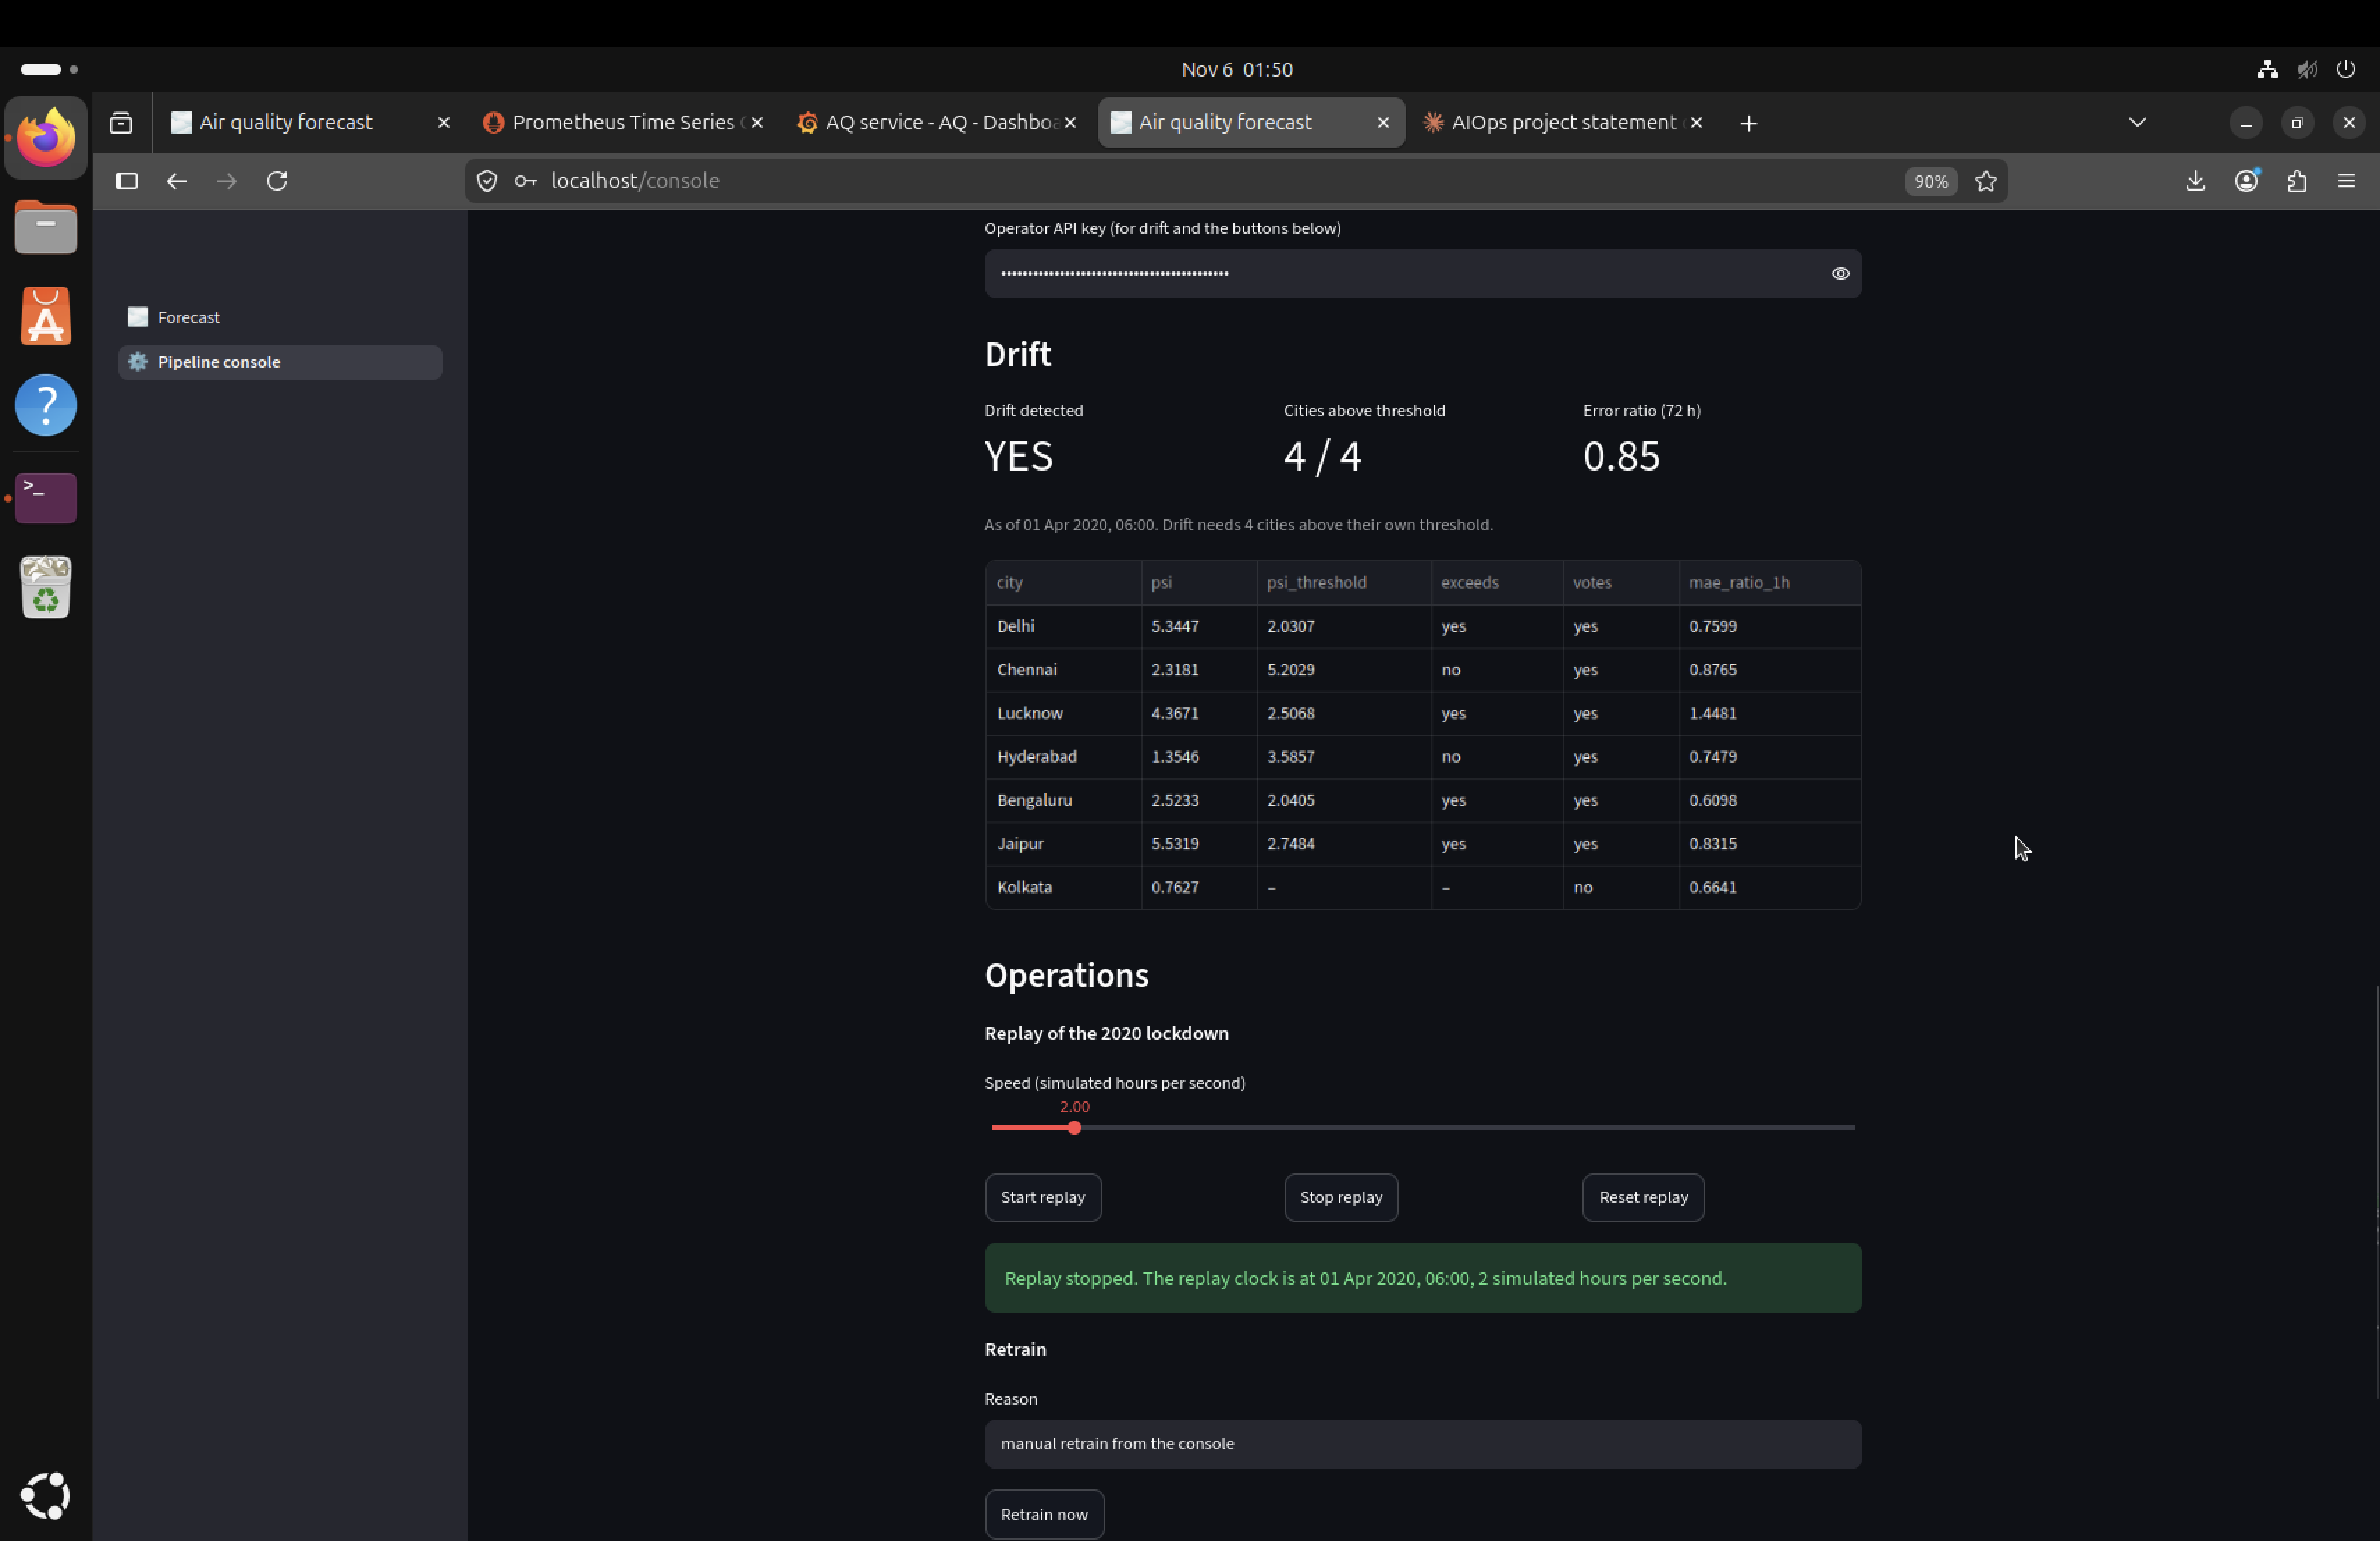 Nov 6 01:50
Air quality forecast
Prometheus Time Series
AQ service - AQ - Dashboa
Air quality forecast
AIOps project statement
localhost/console
90%
Forecast
Pipeline console
Operator API key (for drift and the buttons below)
Drift
Drift detected Cities above threshold Error ratio (72 h)
YES 4 / 4 0.85
As of 01 Apr 2020, 06:00. Drift needs 4 cities above their own threshold.
city psi psi_threshold exceeds votes mae_ratio_1h
Delhi 5.3447 2.0307 yes yes 0.7599
Chennai 2.3181 5.2029 no yes 0.8765
Lucknow 4.3671 2.5068 yes yes 1.4481
Hyderabad 1.3546 3.5857 no yes 0.7479
Bengaluru 2.5233 2.0405 yes yes 0.6098
Jaipur 5.5319 2.7484 yes yes 0.8315
Kolkata 0.7627 – – no 0.6641
Operations
Replay of the 2020 lockdown
Speed (simulated hours per second)
2.00
Start replay Stop replay Reset replay
Replay stopped. The replay clock is at 01 Apr 2020, 06:00, 2 simulated hours per second.
Retrain
Reason
manual retrain from the console
Retrain now